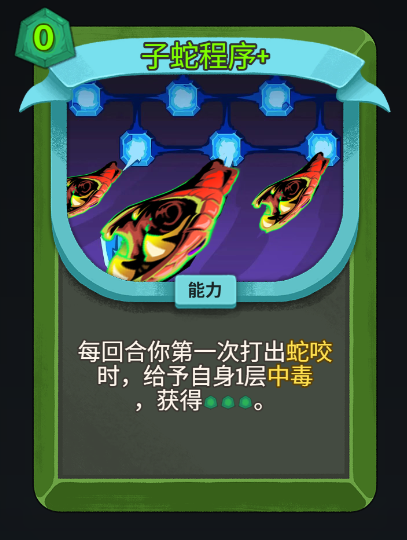 0
子蛇程序+
能力
每回合你第一次打出蛇咬
时，给予自身1层中毒
，获得。